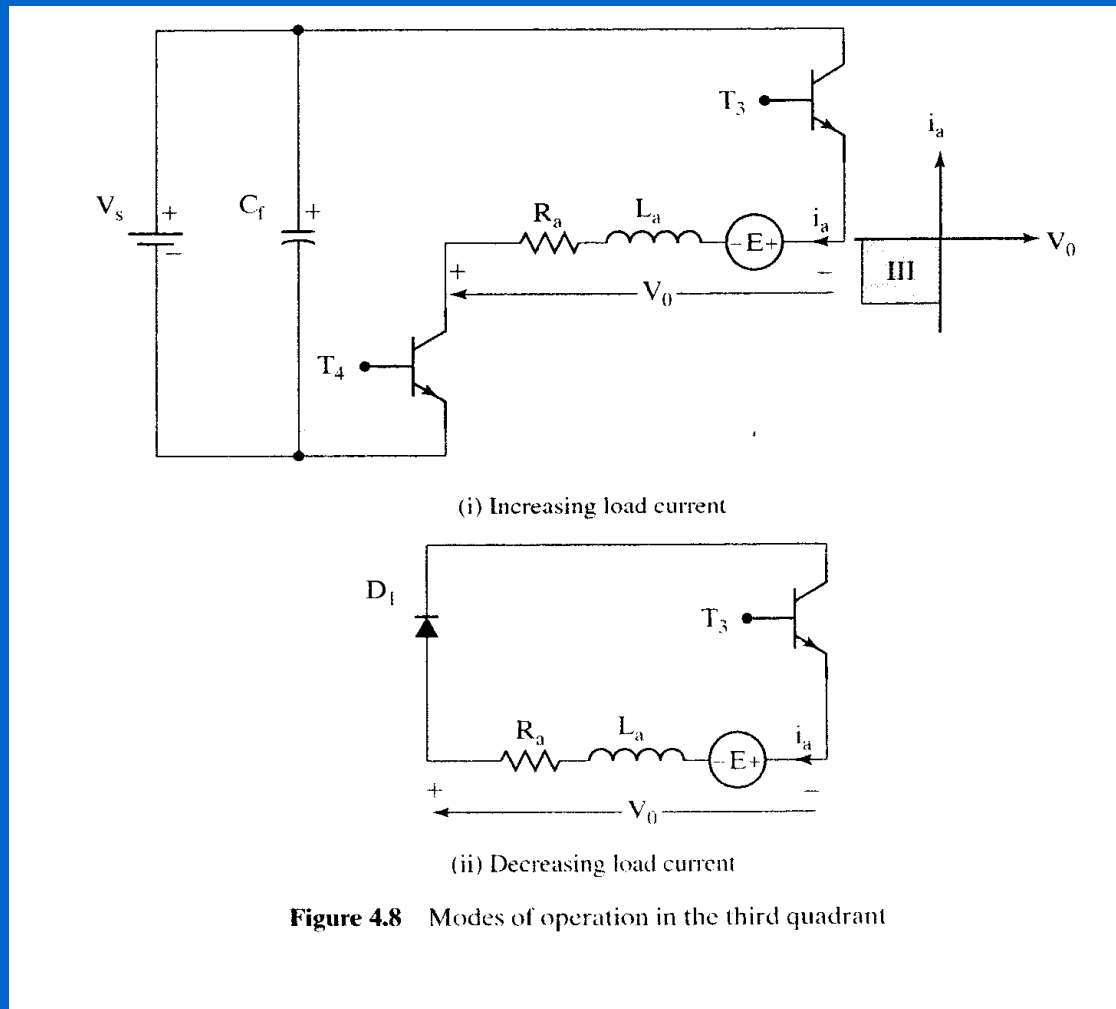 T3
ia
Vs
+
−
Cf
+
Ra
La
-E+
ia
V0
III
+
V0
−
T4
(i) Increasing load current
D1
T3
Ra
La
-E+
ia
+
V0
−
(ii) Decreasing load current
Figure 4.8 Modes of operation in the third quadrant